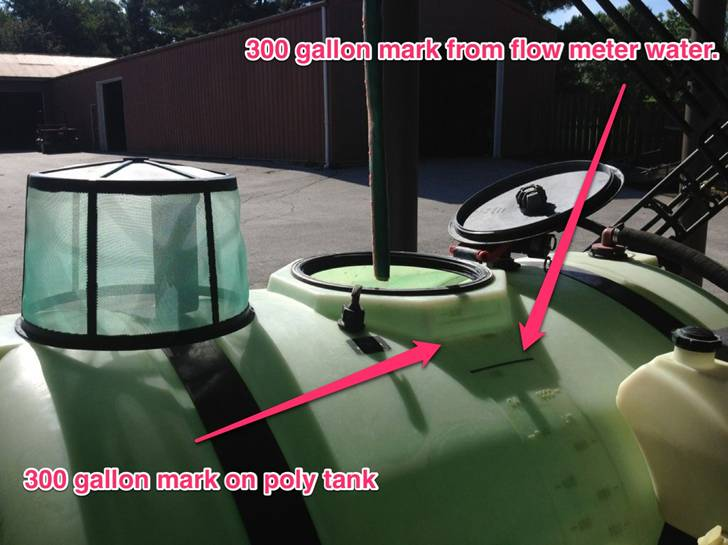 300 gallon mark from flow meter water.
300 gallon mark on poly tank